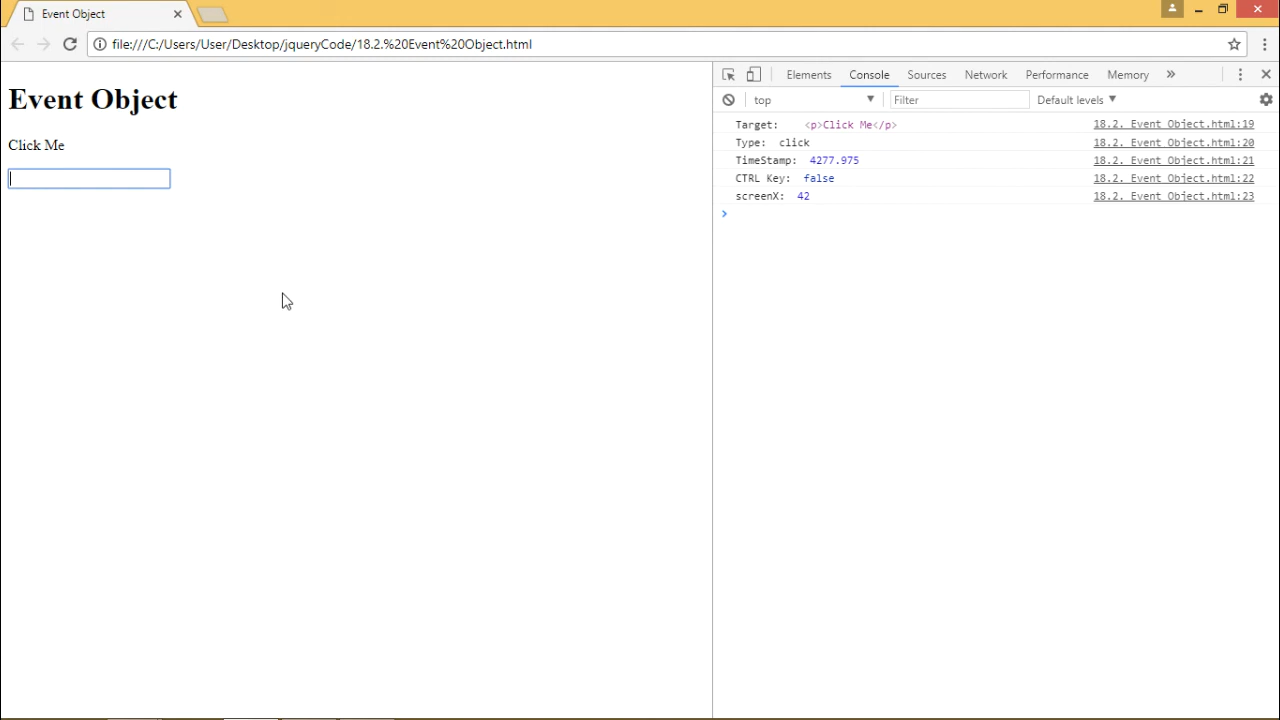 Event Object
file:///C:/Users/User/Desktop/jqueryCode/18.2.%20Event%20Object.html
Event Object
Click Me
Elements Console Sources Network Performance Memory »
top Filter Default levels
Target: <p>Click Me</p> 18.2. Event Object.html:19
Type: click 18.2. Event Object.html:20
TimeStamp: 4277.975 18.2. Event Object.html:21
CTRL Key: false 18.2. Event Object.html:22
screenX: 42 18.2. Event Object.html:23